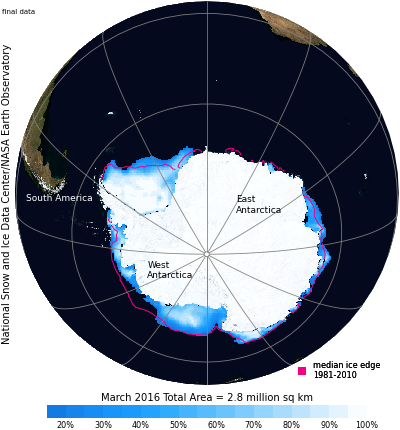 final data
National Snow and Ice Data Center/NASA Earth Observatory
South America
East
Antarctica
West
Antarctica
median ice edge
1981-2010
March 2016 Total Area = 2.8 million sq km
20% 30% 40% 50% 60% 70% 80% 90% 100%